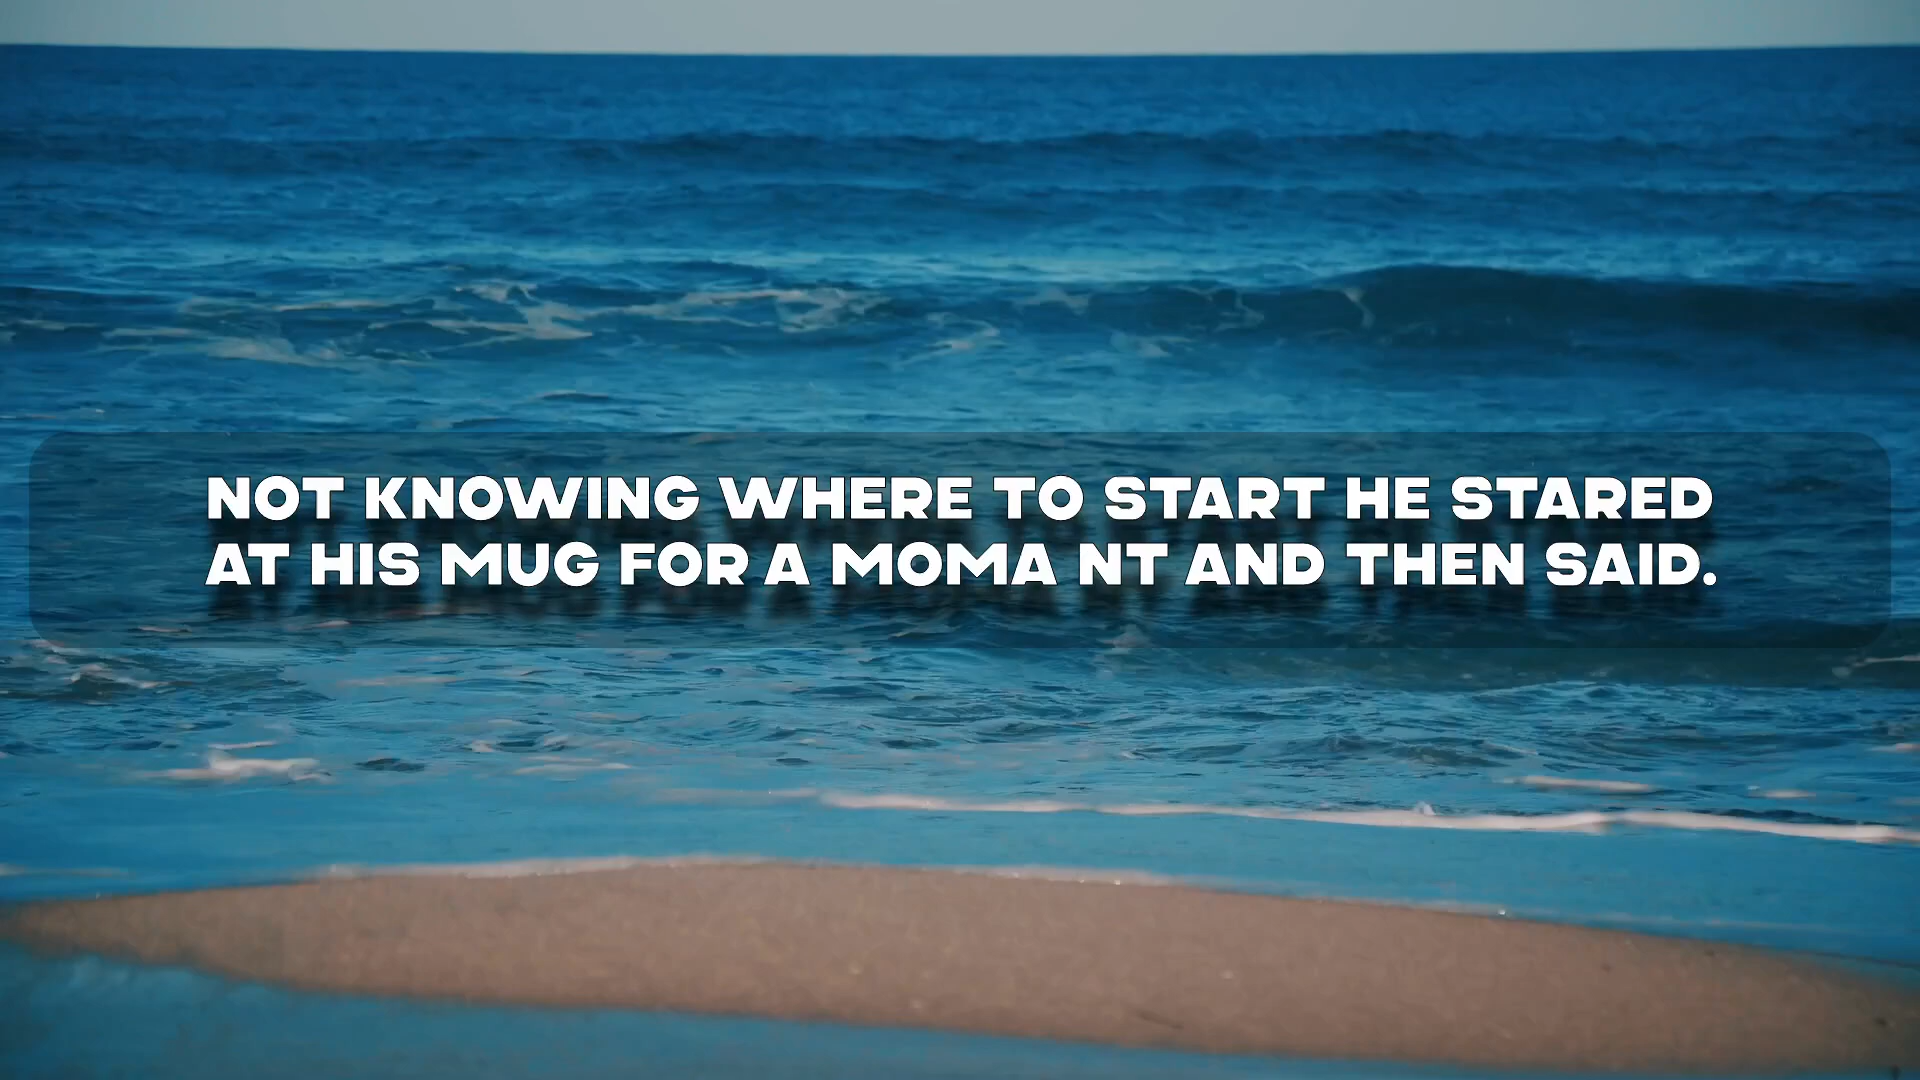 NOT KNOWING WHERE TO START HE STARED
AT HIS MUG FOR A MOMA NT AND THEN SAID.